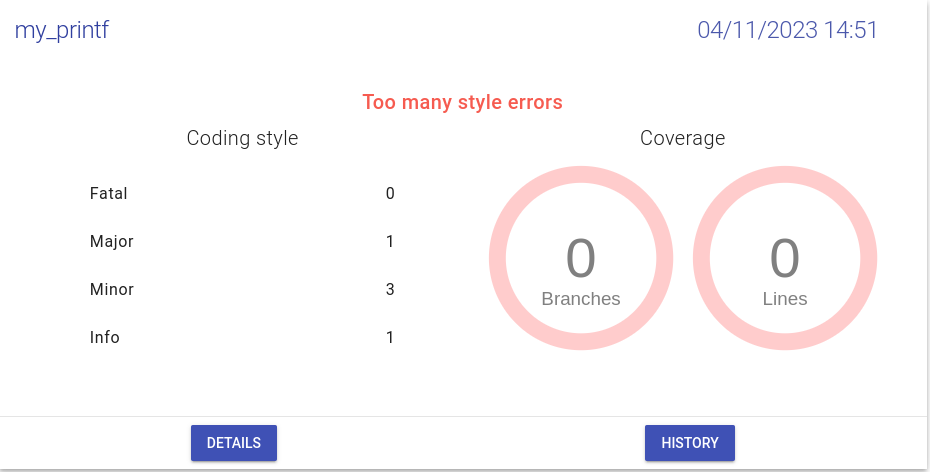 my_printf 04/11/2023 14:51
Too many style errors
Coding style
Coverage
Fatal 0
Major 1
Minor 3
Info 1
0
Branches
0
Lines
DETAILS
HISTORY